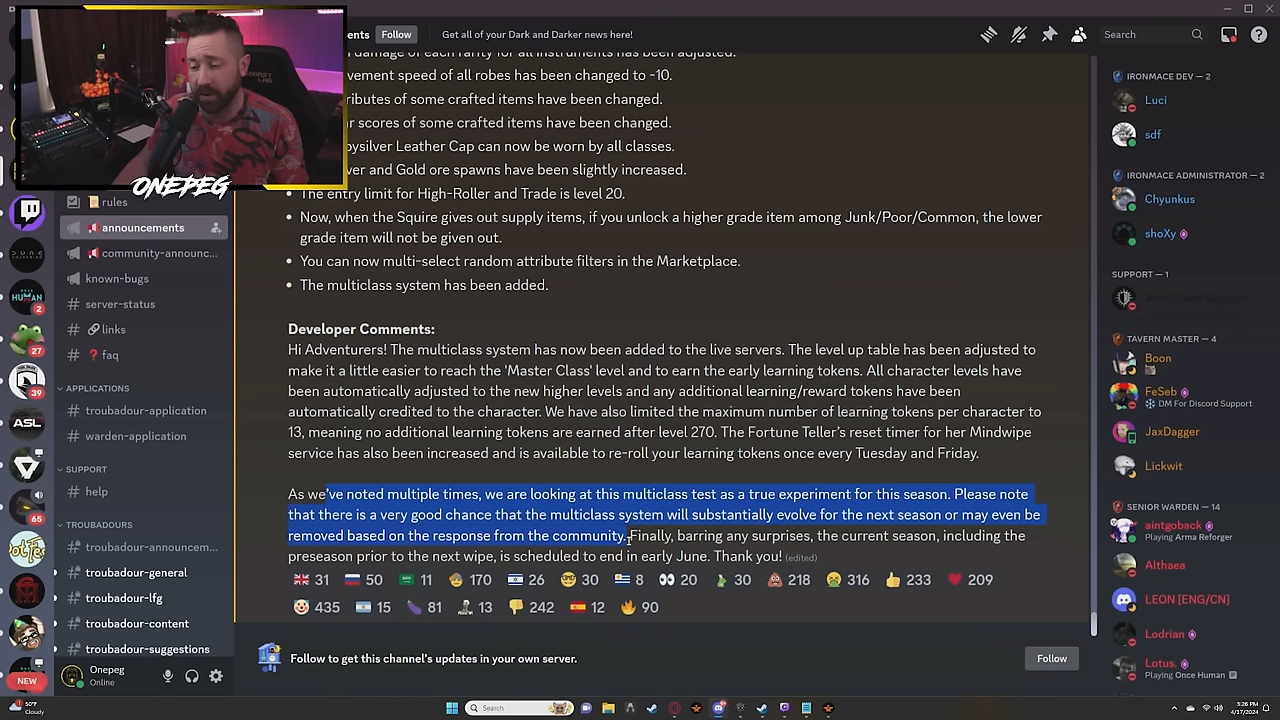 ents
Follow
Get all of your Dark and Darker news here!
Search
damage of each rarity for all instruments has been adjusted.
vement speed of all robes has been changed to -10.
tributes of some crafted items have been changed.
r scores of some crafted items have been changed.
ysilver Leather Cap can now be worn by all classes.
ver and Gold ore spawns have been slightly increased.
• The entry limit for High-Roller and Trade is level 20.
• Now, when the Squire gives out supply items, if you unlock a higher grade item among Junk/Poor/Common, the lower
grade item will not be given out.
• You can now multi-select random attribute filters in the Marketplace.
• The multiclass system has been added.
Developer Comments:
Hi Adventurers! The multiclass system has now been added to the live servers. The level up table has been adjusted to
make it a little easier to reach the 'Master Class' level and to earn the early learning tokens. All character levels have
been automatically adjusted to the new higher levels and any additional learning/reward tokens have been
automatically credited to the character. We have also limited the maximum number of learning tokens per character to
13, meaning no additional learning tokens are earned after level 270. The Fortune Teller's reset timer for her Mindwipe
service has also been increased and is available to re-roll your learning tokens once every Tuesday and Friday.
As we've noted multiple times, we are looking at this multiclass test as a true experiment for this season. Please note
that there is a very good chance that the multiclass system will substantially evolve for the next season or may even be
removed based on the response from the community. Finally, barring any surprises, the current season, including the
preseason prior to the next wipe, is scheduled to end in early June. Thank you! (edited)
31 50 11 170 26 30 8 20 30 218 316 233 209
435 15 81 13 242 12 90
Follow to get this channel's updates in your own server.
Follow
ONEPEG
rules
announcements
community-announc...
known-bugs
server-status
links
faq
APPLICATIONS
troubadour-application
warden-application
SUPPORT
help
TROUBADOURS
troubadour-announcem...
troubadour-general
troubadour-lfg
troubadour-content
troubadour-suggestions
Onepeg
Online
HUMAN
2
27
39
ASL
65
NEW
IRONMACE DEV — 2
Luci
sdf
IRONMACE ADMINISTRATOR — 2
Chyunkus
shoXy
SUPPORT — 1
TAVERN MASTER — 4
Boon
FeSeb
DM For Discord Support
JaxDagger
Lickwit
SENIOR WARDEN — 14
aintgoback
Playing Arma Reforger
Althaea
LEON [ENG/CN]
Lodrian
Lotus.
Playing Once Human
50°F
Cloudy
Search
5:26 PM
4/17/2024